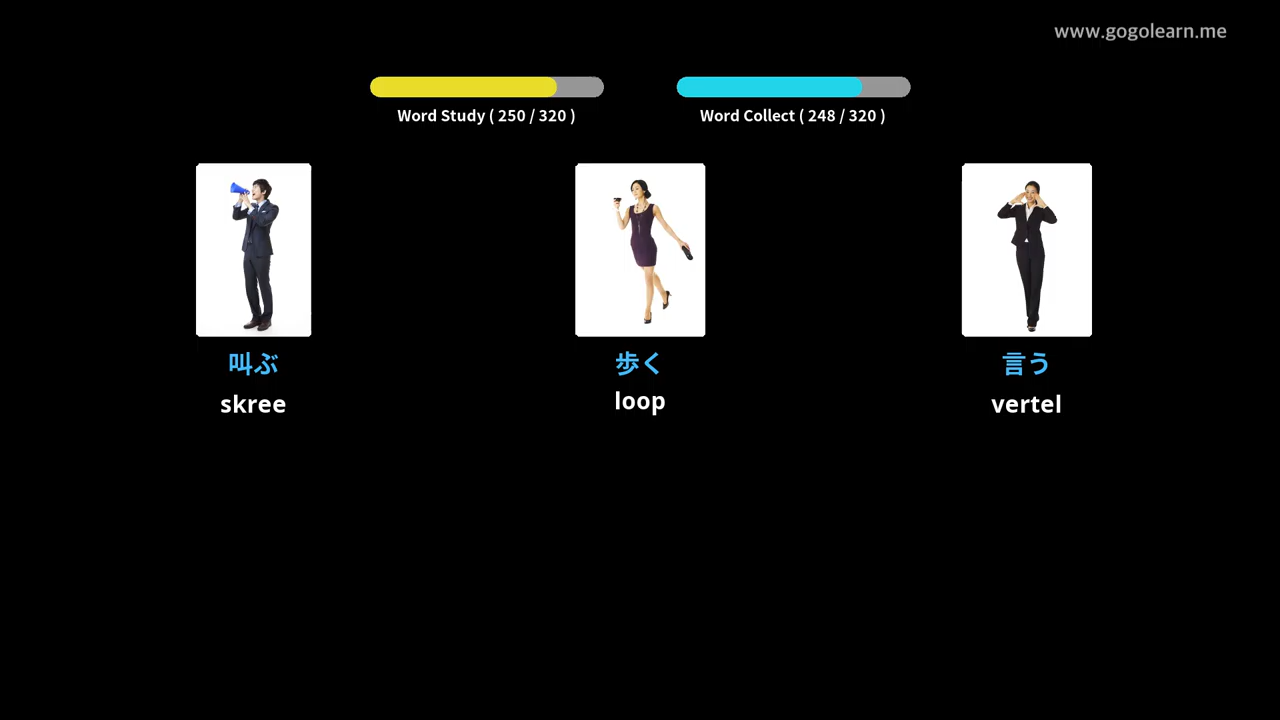 www.gogolearn.me
Word Study ( 250 / 320 )
Word Collect ( 248 / 320 )
叫ぶ
歩く
言う
skree
loop
vertel